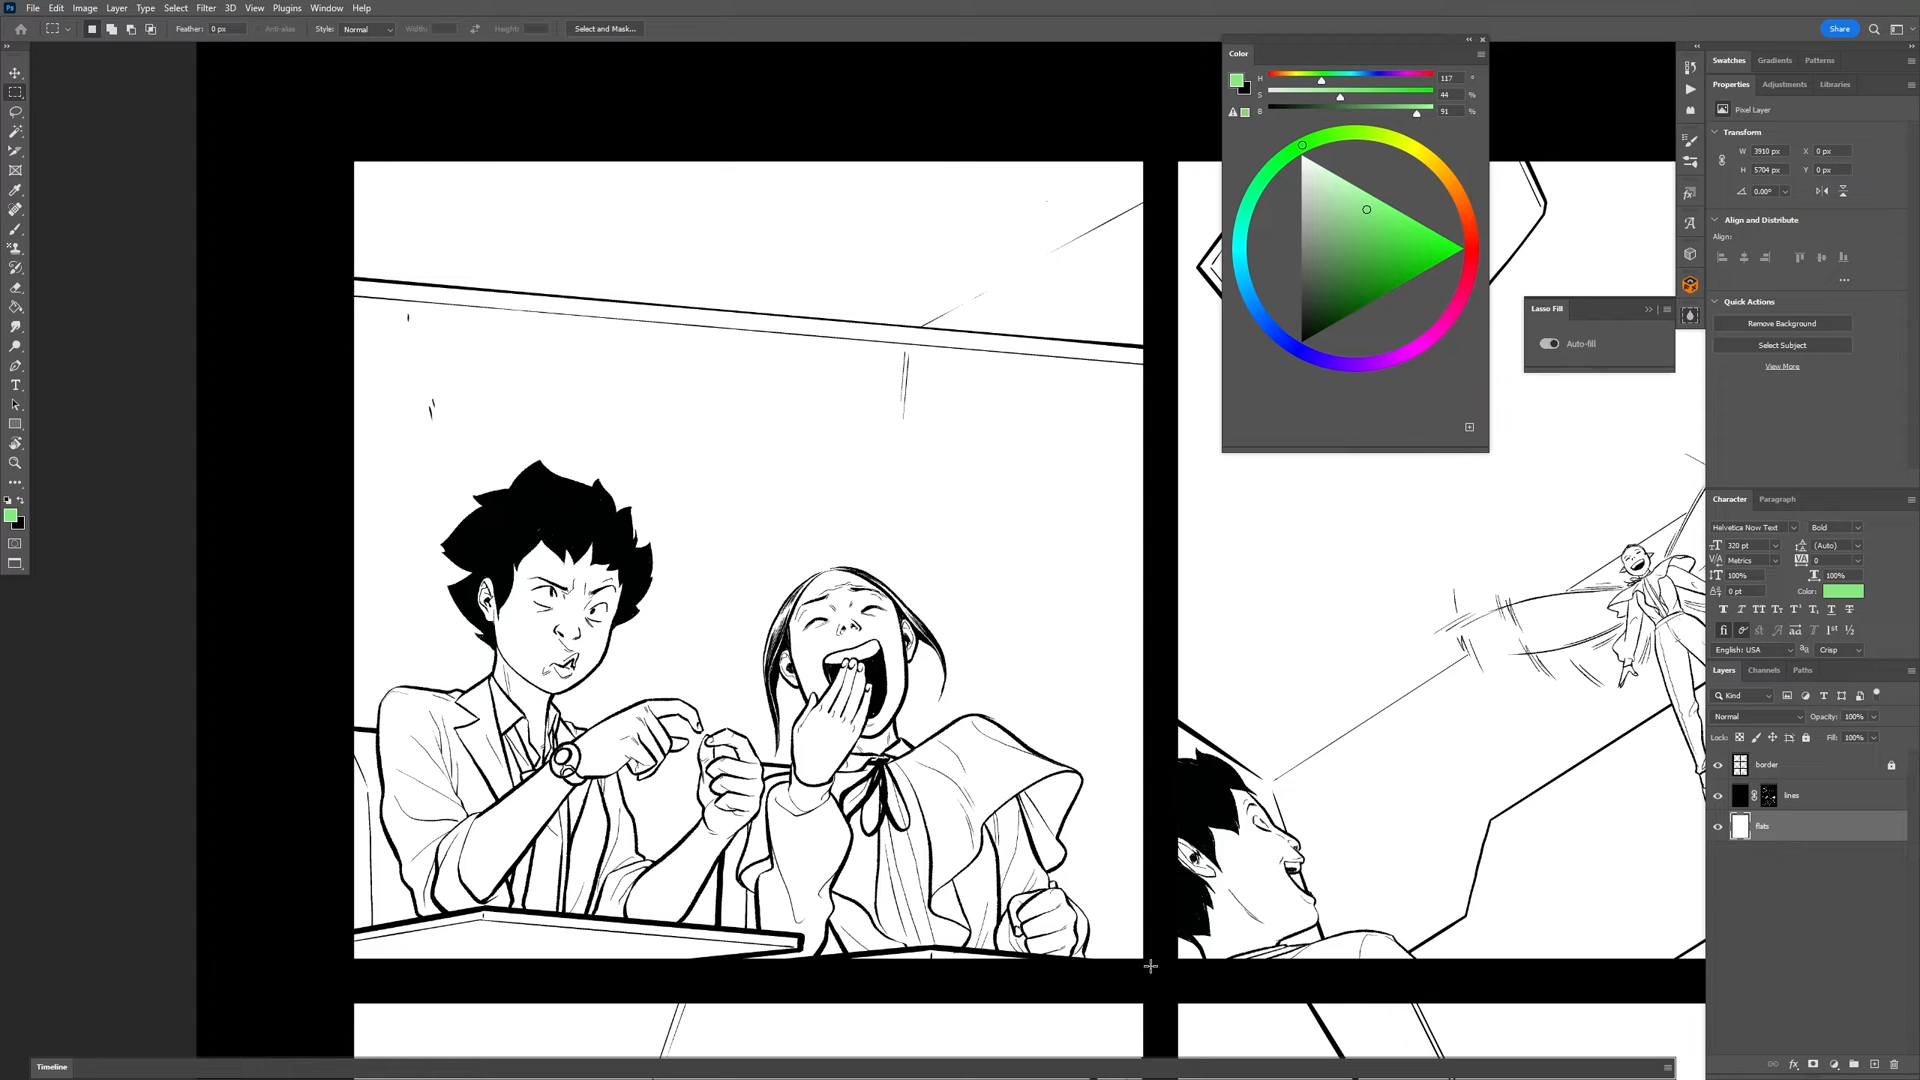 Ps File Edit Image Layer Type Select Filter 3D View Plugins Window Help
Feather: 0 px Anti-alias Style: Normal Width: Height: Select and Mask... Share
Color
H 117 °
S 44 %
B 91 %
Lasso Fill
Auto-fill
Swatches Gradients Patterns
Properties Adjustments Libraries
Pixel Layer
Transform
W 3910 px X 0 px
H 5704 px Y 0 px
0.00°
Align and Distribute
Align:
Quick Actions
Remove Background
Select Subject
View More
Character Paragraph
Helvetica Now Text Bold
320 pt (Auto)
Metrics 0
100% 100%
0 pt Color:
English: USA Crisp
Layers Channels Paths
Kind
Normal Opacity: 100%
Lock: Fill: 100%
border
lines
flats
Timeline